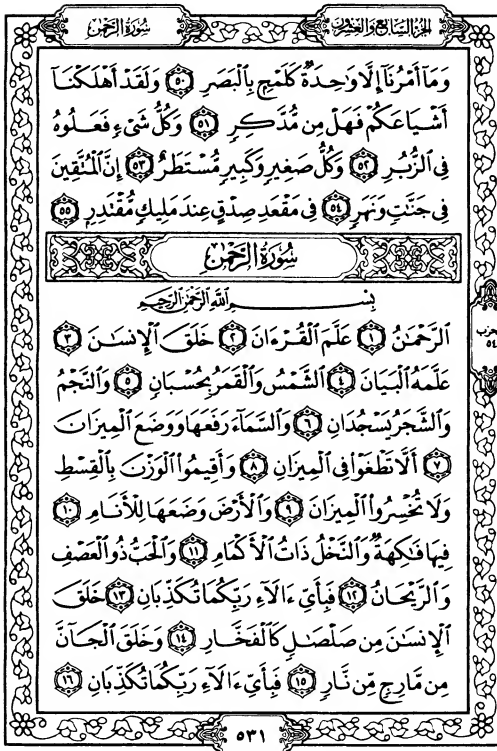 سُورَةُ الرَّحْمٰن
الجزء السابع والعشرون
وَمَآ أَمْرُنَآ إِلَّا وَٰحِدَةٌ كَلَمْحٍۭ بِٱلْبَصَرِ ٥٠ وَلَقَدْ أَهْلَكْنَآ
أَشْيَاعَكُمْ فَهَلْ مِن مُّدَّكِرٍ ٥١ وَكُلُّ شَىْءٍ فَعَلُوهُ
فِى ٱلزُّبُرِ ٥٢ وَكُلُّ صَغِيرٍ وَكَبِيرٍ مُّسْتَطَرٌ ٥٣ إِنَّ ٱلْمُتَّقِينَ
فِى جَنَّٰتٍ وَنَهَرٍ ٥٤ فِى مَقْعَدِ صِدْقٍ عِندَ مَلِيكٍ مُّقْتَدِرٍۭ ٥٥
سُورَةُ الرَّحْمٰن
بِسْمِ ٱللَّهِ ٱلرَّحْمَٰنِ ٱلرَّحِيمِ
ٱلرَّحْمَٰنُ ١ عَلَّمَ ٱلْقُرْءَانَ ٢ خَلَقَ ٱلْإِنسَٰنَ ٣
عَلَّمَهُ ٱلْبَيَانَ ٤ ٱلشَّمْسُ وَٱلْقَمَرُ بِحُسْبَانٍ ٥ وَٱلنَّجْمُ
وَٱلشَّجَرُ يَسْجُدَانِ ٦ وَٱلسَّمَآءَ رَفَعَهَا وَوَضَعَ ٱلْمِيزَانَ
٧ أَلَّا تَطْغَوْا۟ فِى ٱلْمِيزَانِ ٨ وَأَقِيمُوا۟ ٱلْوَزْنَ بِٱلْقِسْطِ
وَلَا تُخْسِرُوا۟ ٱلْمِيزَانَ ٩ وَٱلْأَرْضَ وَضَعَهَا لِلْأَنَامِ ١٠
فِيهَا فَٰكِهَةٌ وَٱلنَّخْلُ ذَاتُ ٱلْأَكْمَامِ ١١ وَٱلْحَبُّ ذُو ٱلْعَصْفِ
وَٱلرَّيْحَانُ ١٢ فَبِأَىِّ ءَالَآءِ رَبِّكُمَا تُكَذِّبَانِ ١٣ خَلَقَ
ٱلْإِنسَٰنَ مِن صَلْصَٰلٍ كَٱلْفَخَّارِ ١٤ وَخَلَقَ ٱلْجَآنَّ
مِن مَّارِجٍ مِّن نَّارٍ ١٥ فَبِأَىِّ ءَالَآءِ رَبِّكُمَا تُكَذِّبَانِ ١٦
حزب
٥٤
٥٣١